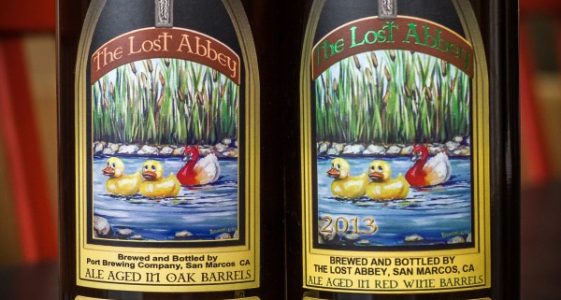 The Lost Abbey
Brewed and Bottled by
Port Brewing Company, San Marcos CA
ALE AGED IN OAK BARRELS
The Lost Abbey
2013
BREWED AND BOTTLED BY
THE LOST ABBEY, SAN MARCOS, CA
ALE AGED IN RED WINE BARRELS